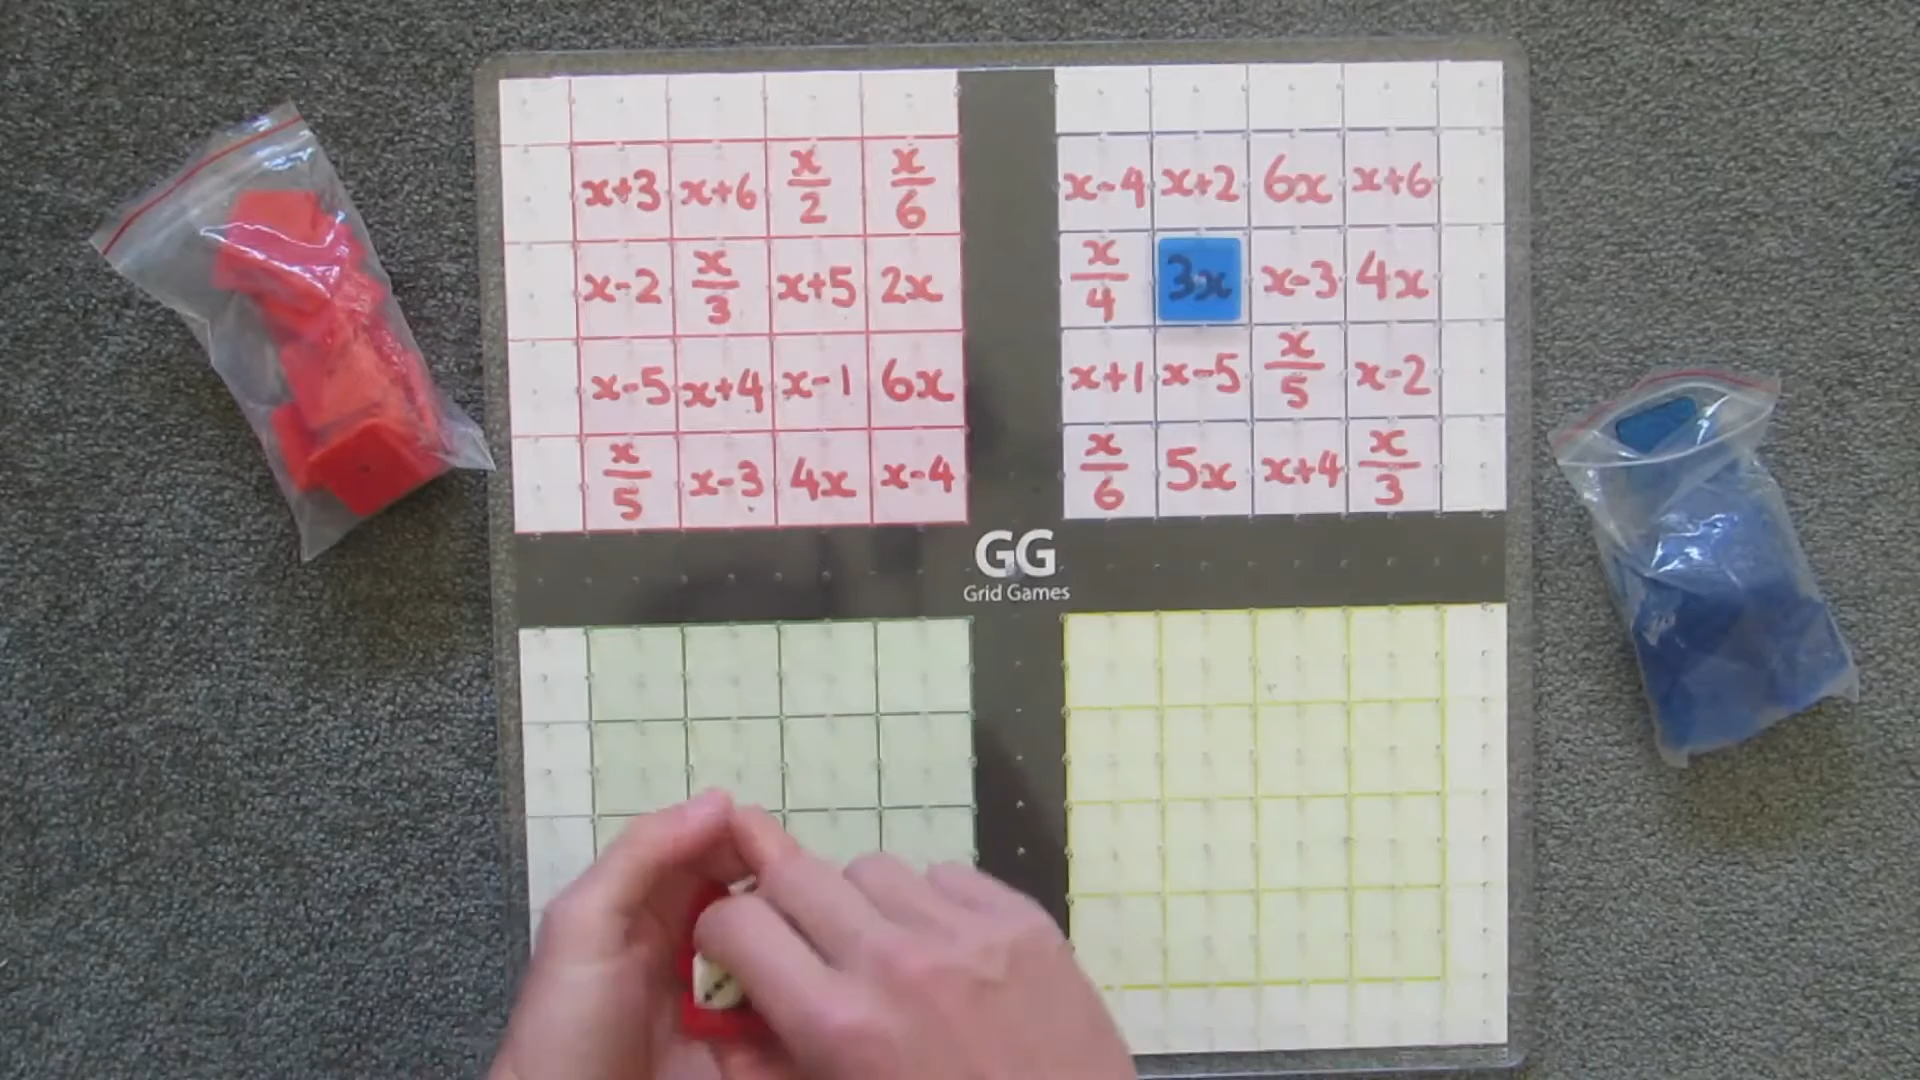 x+3 x+6 x/2 x/6
x-2 x/3 x+5 2x
x-5 x+4 x-1 6x
x/5 x-3 4x x-4
x-4 x+2 6x x+6
x/4 3x x-3 4x
x+1 x-5 x/5 x-2
x/6 5x x+4 x/3
GG
Grid Games